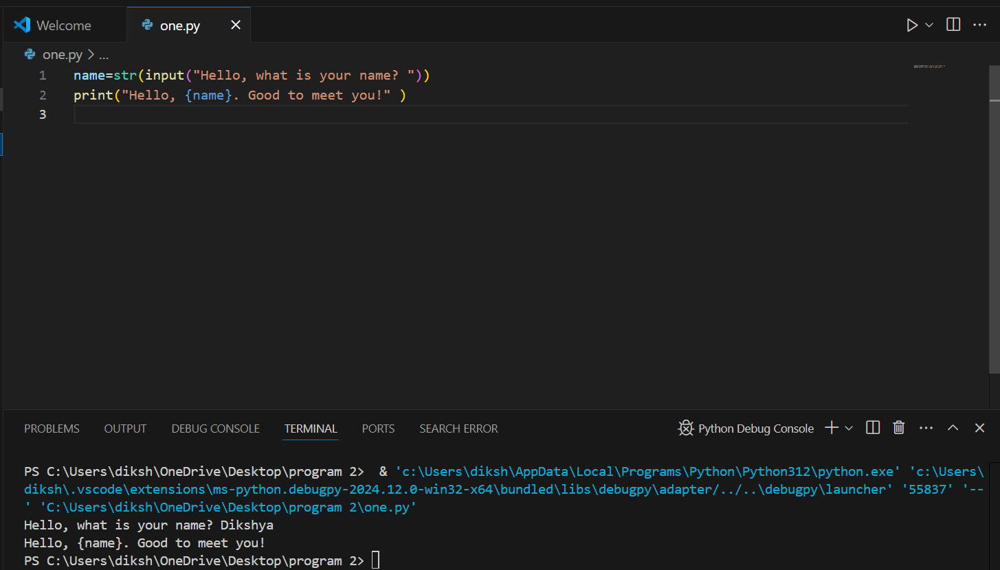 Welcome
one.py
one.py > ...
1 name=str(input("Hello, what is your name? "))
2 print("Hello, {name}. Good to meet you!" )
3
PROBLEMS OUTPUT DEBUG CONSOLE TERMINAL PORTS SEARCH ERROR Python Debug Console
PS C:\Users\diksh\OneDrive\Desktop\program 2>  & 'c:\Users\diksh\AppData\Local\Programs\Python\Python312\python.exe' 'c:\Users\
diksh\.vscode\extensions\ms-python.debugpy-2024.12.0-win32-x64\bundled\libs\debugpy\adapter/../..\debugpy\launcher' '55837' '--
' 'C:\Users\diksh\OneDrive\Desktop\program 2\one.py'
Hello, what is your name? Dikshya
Hello, {name}. Good to meet you!
PS C:\Users\diksh\OneDrive\Desktop\program 2>